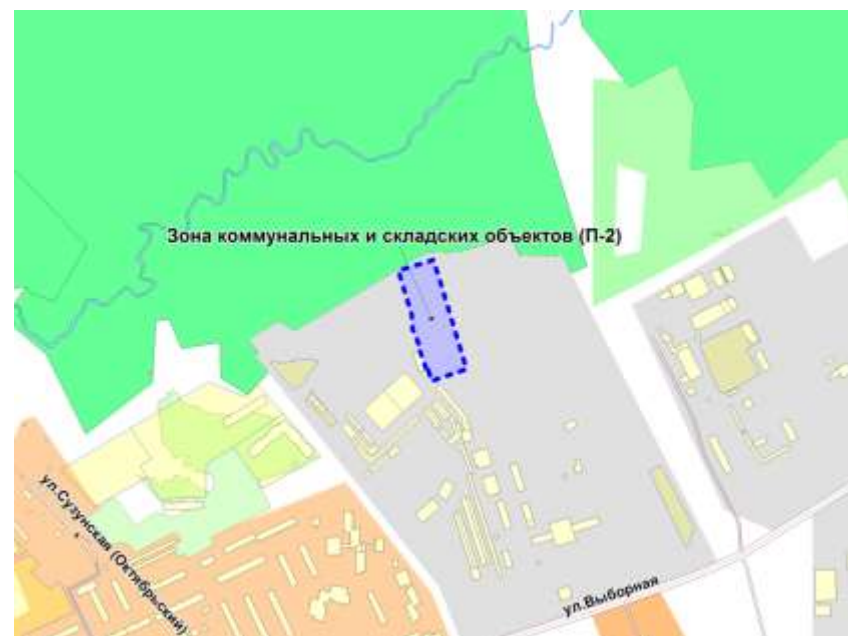 Зона коммунальных и складских объектов (П-2)
ул.Сузунская (Октябрьский)
ул.Выборная